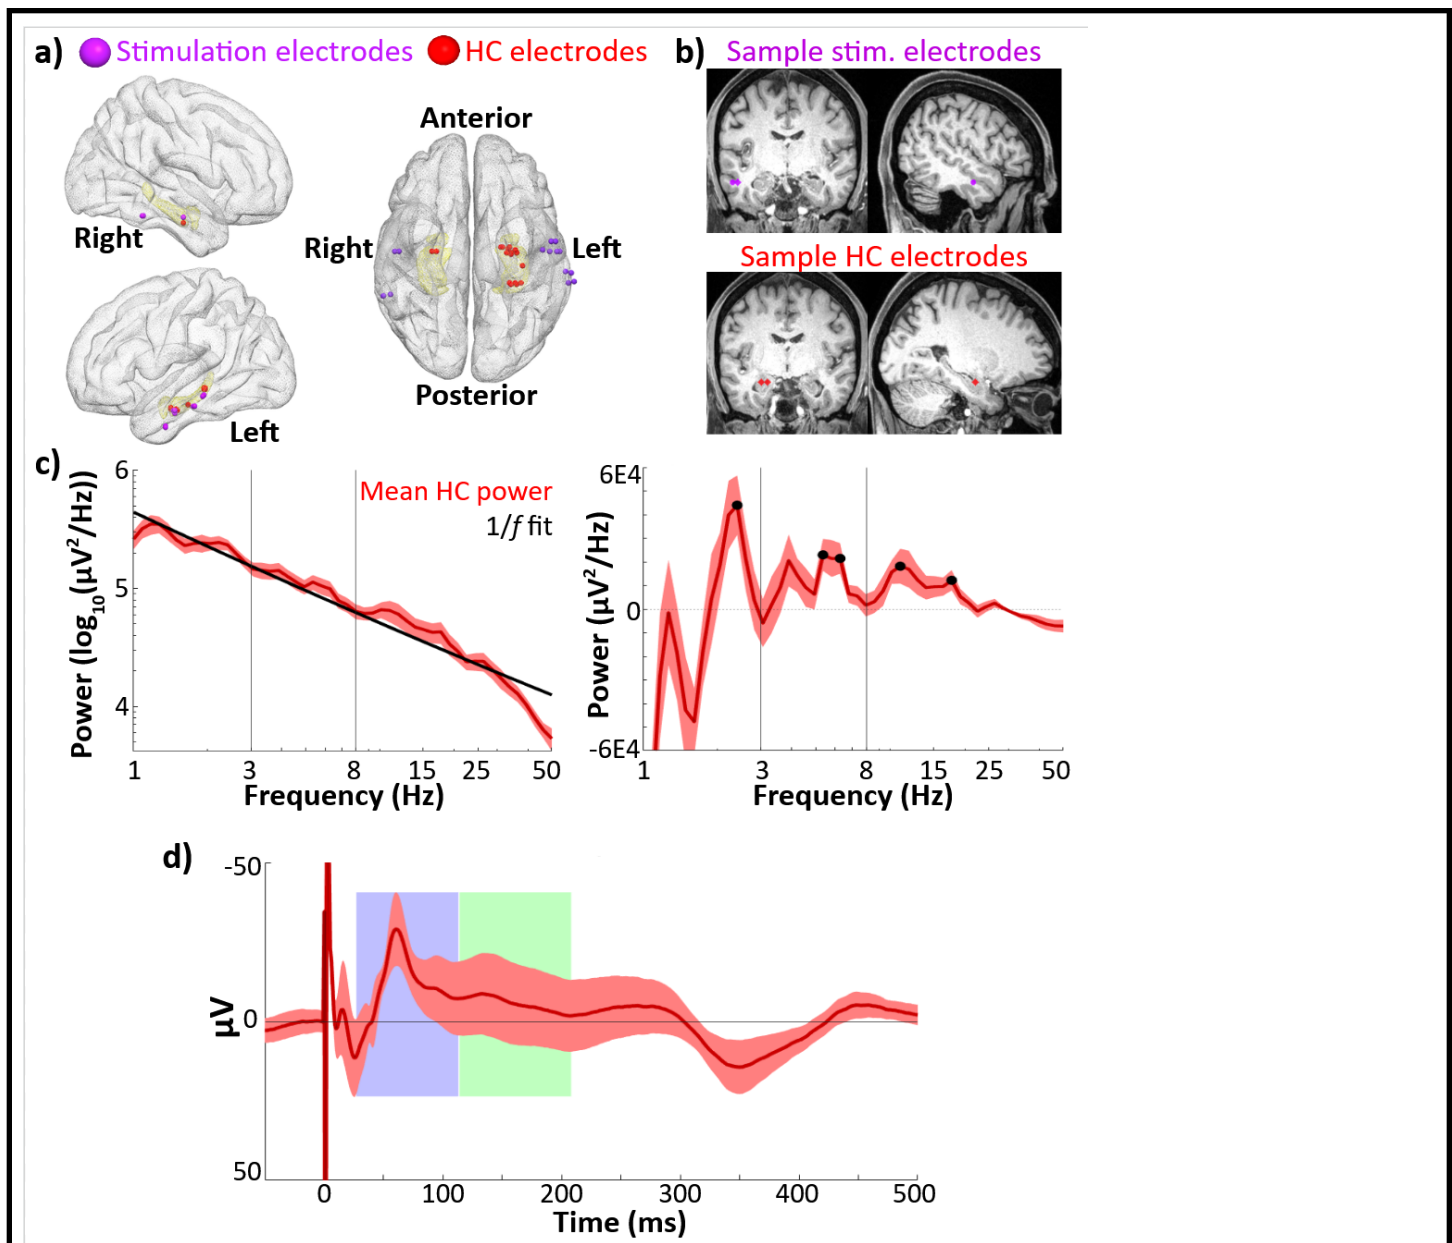 a) Stimulation electrodes HC electrodes
Right
Left
Anterior
Right Left
Posterior
b) Sample stim. electrodes
Sample HC electrodes
c)
Power (log10(µV²/Hz))
6
5
4
Mean HC power
1/f fit
1 3 8 15 25 50
Frequency (Hz)
Power (µV²/Hz)
6E4
0
-6E4
1 3 8 15 25 50
Frequency (Hz)
d)
µV
-50
0
50
0 100 200 300 400 500
Time (ms)